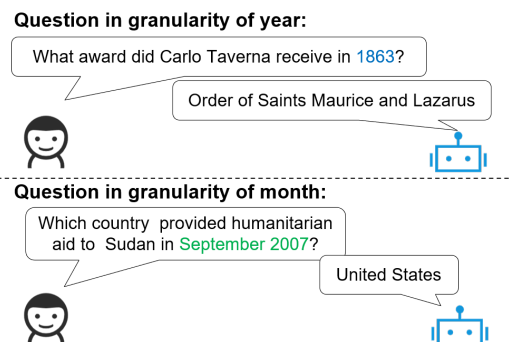 Question in granularity of year:
What award did Carlo Taverna receive in 1863?
Order of Saints Maurice and Lazarus
Question in granularity of month:
Which country provided humanitarian
aid to Sudan in September 2007?
United States